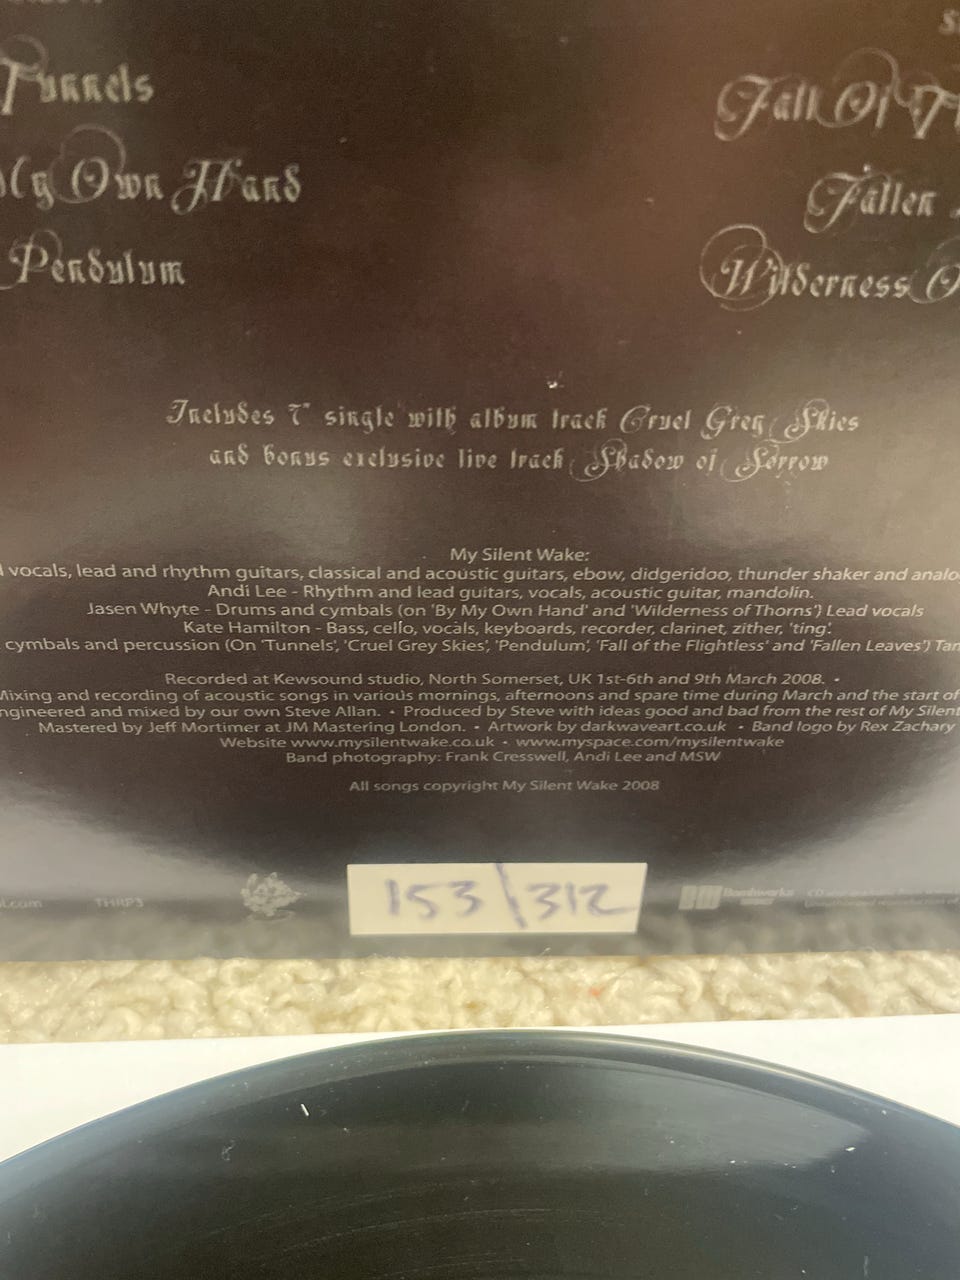 Tunnels
My Own Hand
Pendulum
Fall Of
Fallen
Wilderness
Includes 7" single with album track Cruel Grey Skies
and bonus exclusive live track Shadow of Sorrow
My Silent Wake:
vocals, lead and rhythm guitars, classical and acoustic guitars, ebow, didgeridoo, thunder shaker and analo
Andi Lee - Rhythm and lead guitars, vocals, acoustic guitar, mandolin.
Jasen Whyte - Drums and cymbals (on 'By My Own Hand' and 'Wilderness of Thorns') Lead vocals
Kate Hamilton - Bass, cello, vocals, keyboards, recorder, clarinet, zither, 'ting'.
cymbals and percussion (On 'Tunnels', 'Cruel Grey Skies', 'Pendulum', 'Fall of the Flightless' and 'Fallen Leaves') Tam
Recorded at Kewsound studio, North Somerset, UK 1st-6th and 9th March 2008. •
Mixing and recording of acoustic songs in various mornings, afternoons and spare time during March and the start of
ngineered and mixed by our own Steve Allan. • Produced by Steve with ideas good and bad from the rest of My Silent
Mastered by Jeff Mortimer at JM Mastering London. • Artwork by darkwaveart.co.uk • Band logo by Rex Zachary
Website www.mysilentwake.co.uk • www.myspace.com/mysilentwake
Band photography: Frank Cresswell, Andi Lee and MSW
All songs copyright My Silent Wake 2008
.com
THRP3
153/312
Bombworks